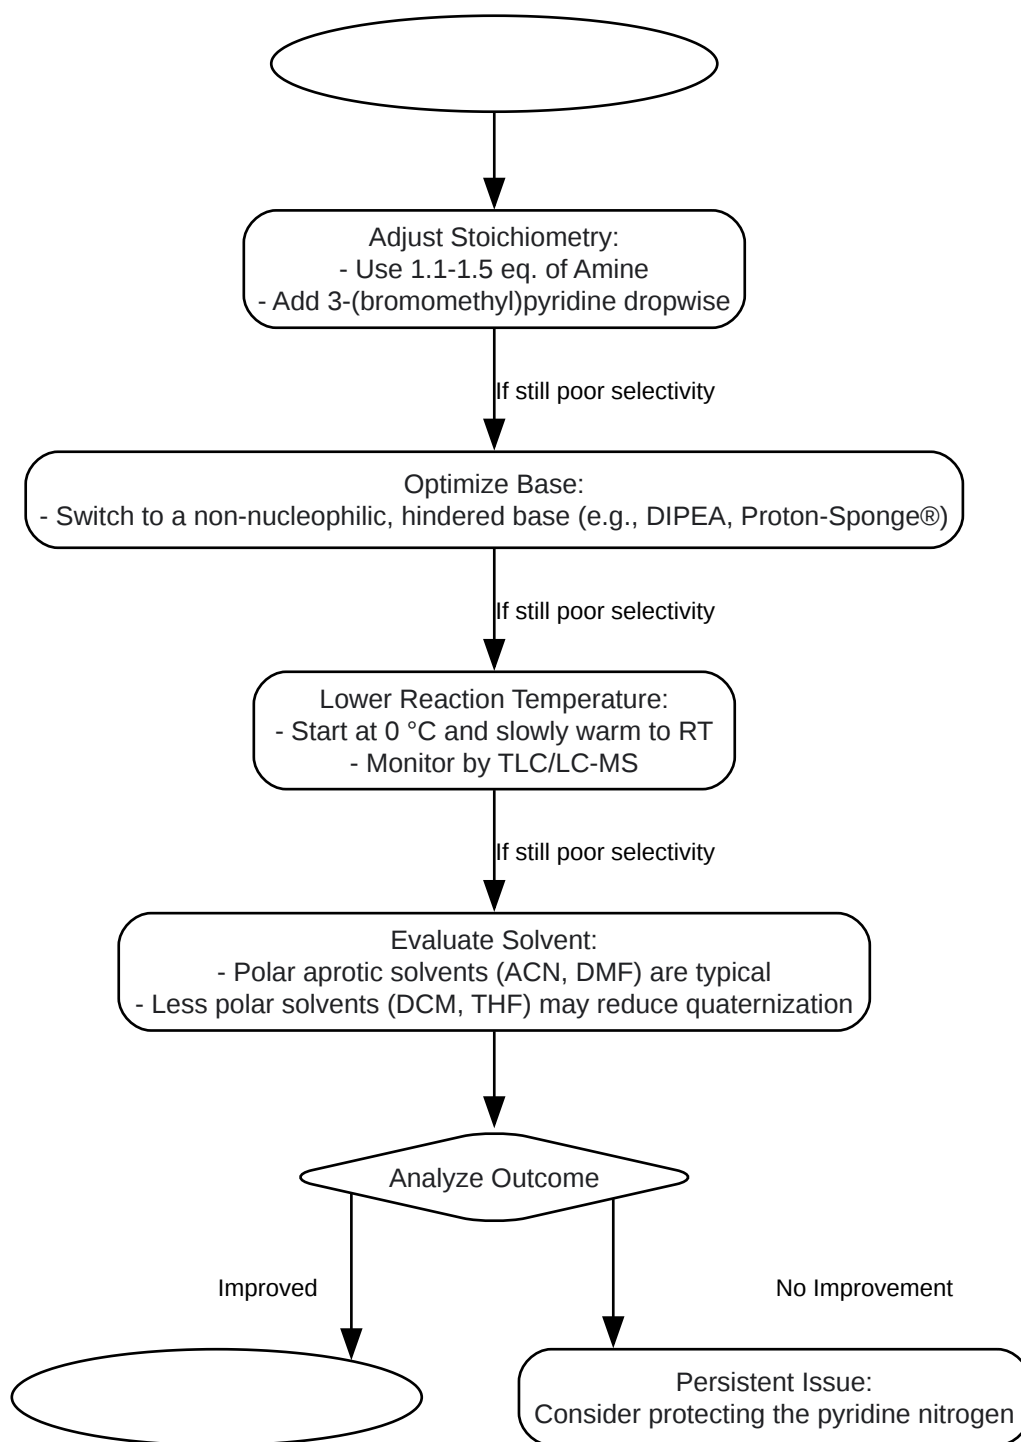 Adjust Stoichiometry:
- Use 1.1-1.5 eq. of Amine
- Add 3-(bromomethyl)pyridine dropwise
If still poor selectivity
Optimize Base:
- Switch to a non-nucleophilic, hindered base (e.g., DIPEA, Proton-Sponge®)
If still poor selectivity
Lower Reaction Temperature:
- Start at 0 °C and slowly warm to RT
- Monitor by TLC/LC-MS
If still poor selectivity
Evaluate Solvent:
- Polar aprotic solvents (ACN, DMF) are typical
- Less polar solvents (DCM, THF) may reduce quaternization
Analyze Outcome
Improved
No Improvement
Persistent Issue:
Consider protecting the pyridine nitrogen